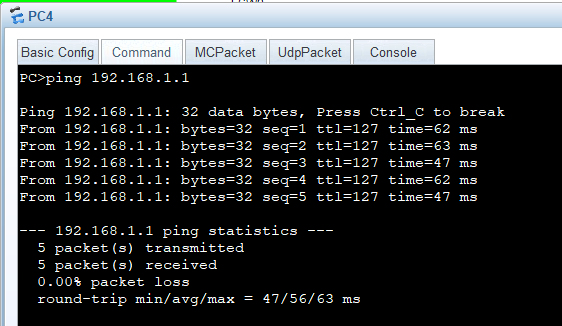 PC4
Basic Config Command MCPacket UdpPacket Console
PC>ping 192.168.1.1
Ping 192.168.1.1: 32 data bytes, Press Ctrl_C to break
From 192.168.1.1: bytes=32 seq=1 ttl=127 time=62 ms
From 192.168.1.1: bytes=32 seq=2 ttl=127 time=63 ms
From 192.168.1.1: bytes=32 seq=3 ttl=127 time=47 ms
From 192.168.1.1: bytes=32 seq=4 ttl=127 time=62 ms
From 192.168.1.1: bytes=32 seq=5 ttl=127 time=47 ms
--- 192.168.1.1 ping statistics ---
5 packet(s) transmitted
5 packet(s) received
0.00% packet loss
round-trip min/avg/max = 47/56/63 ms